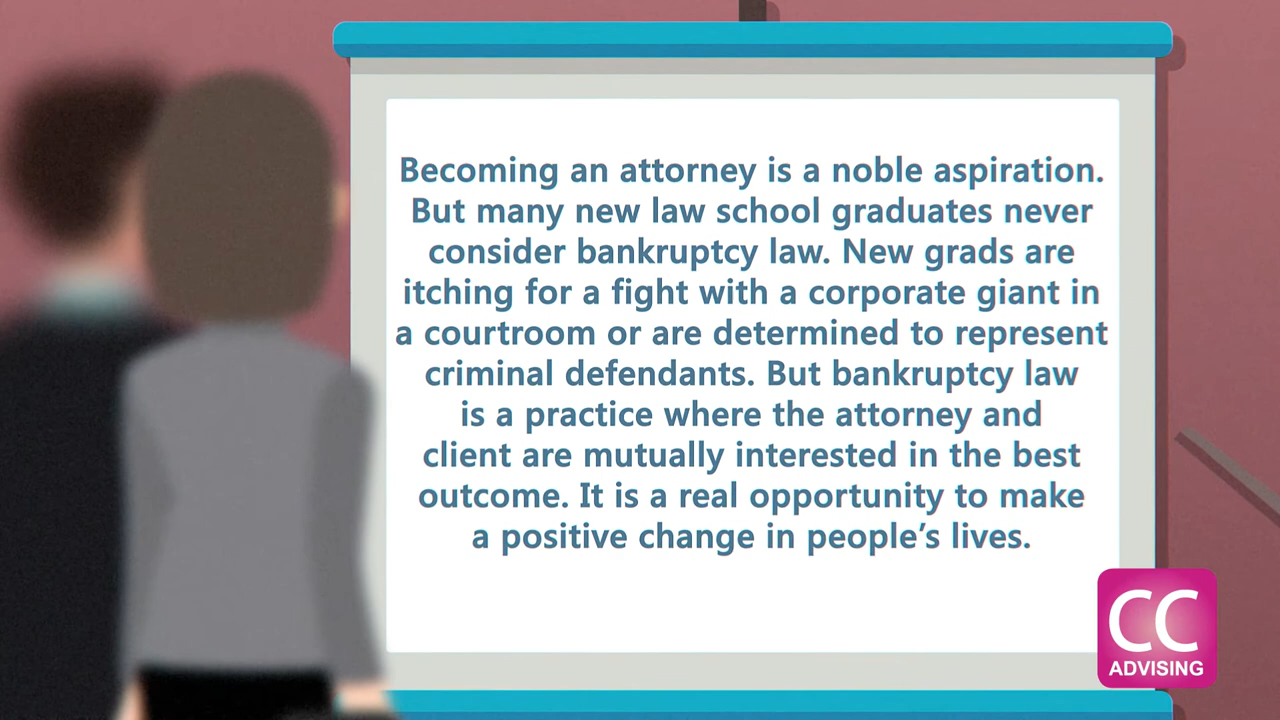 Becoming an attorney is a noble aspiration.
But many new law school graduates never
consider bankruptcy law. New grads are
itching for a fight with a corporate giant in
a courtroom or are determined to represent
criminal defendants. But bankruptcy law
is a practice where the attorney and
client are mutually interested in the best
outcome. It is a real opportunity to make
a positive change in people’s lives.
CC
ADVISING